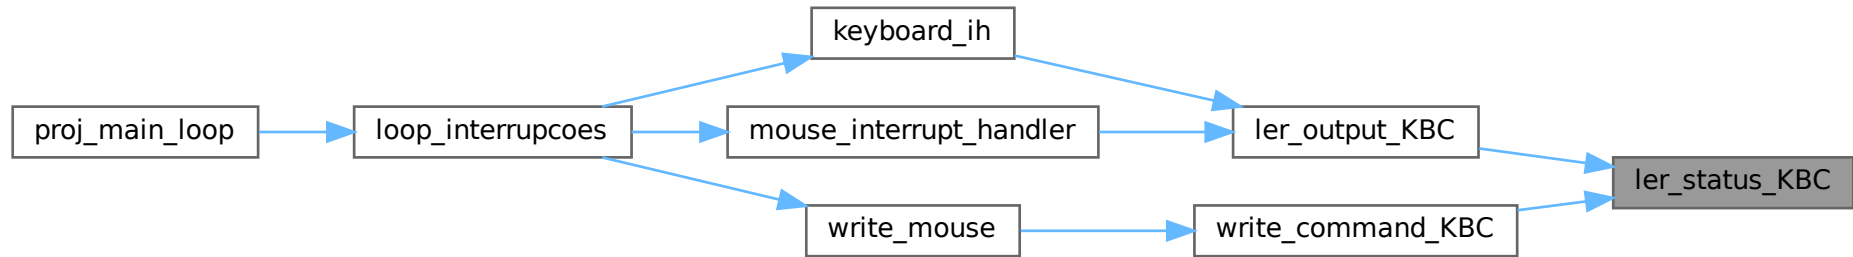 keyboard_ih
proj_main_loop
loop_interrupcoes
mouse_interrupt_handler
ler_output_KBC
ler_status_KBC
write_mouse
write_command_KBC